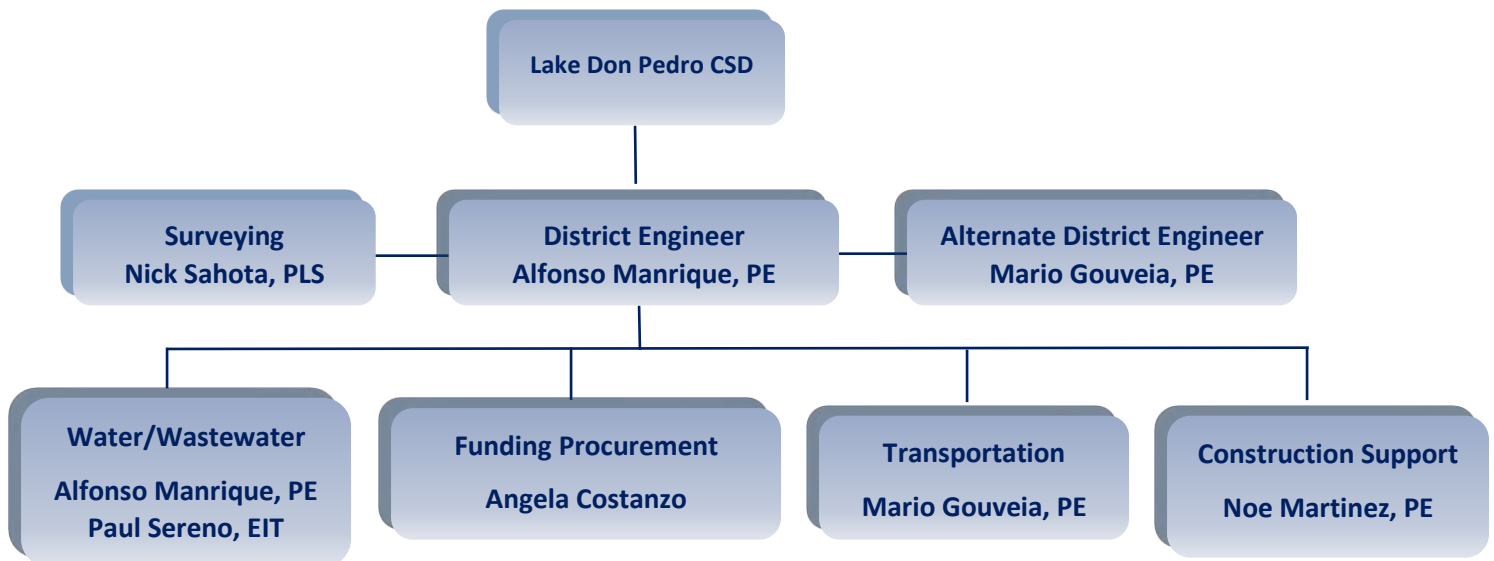 Lake Don Pedro CSD
Surveying
Nick Sahota, PLS
District Engineer
Alfonso Manrique, PE
Alternate District Engineer
Mario Gouveia, PE
Water/Wastewater
Alfonso Manrique, PE
Paul Sereno, EIT
Funding Procurement
Angela Costanzo
Transportation
Mario Gouveia, PE
Construction Support
Noe Martinez, PE